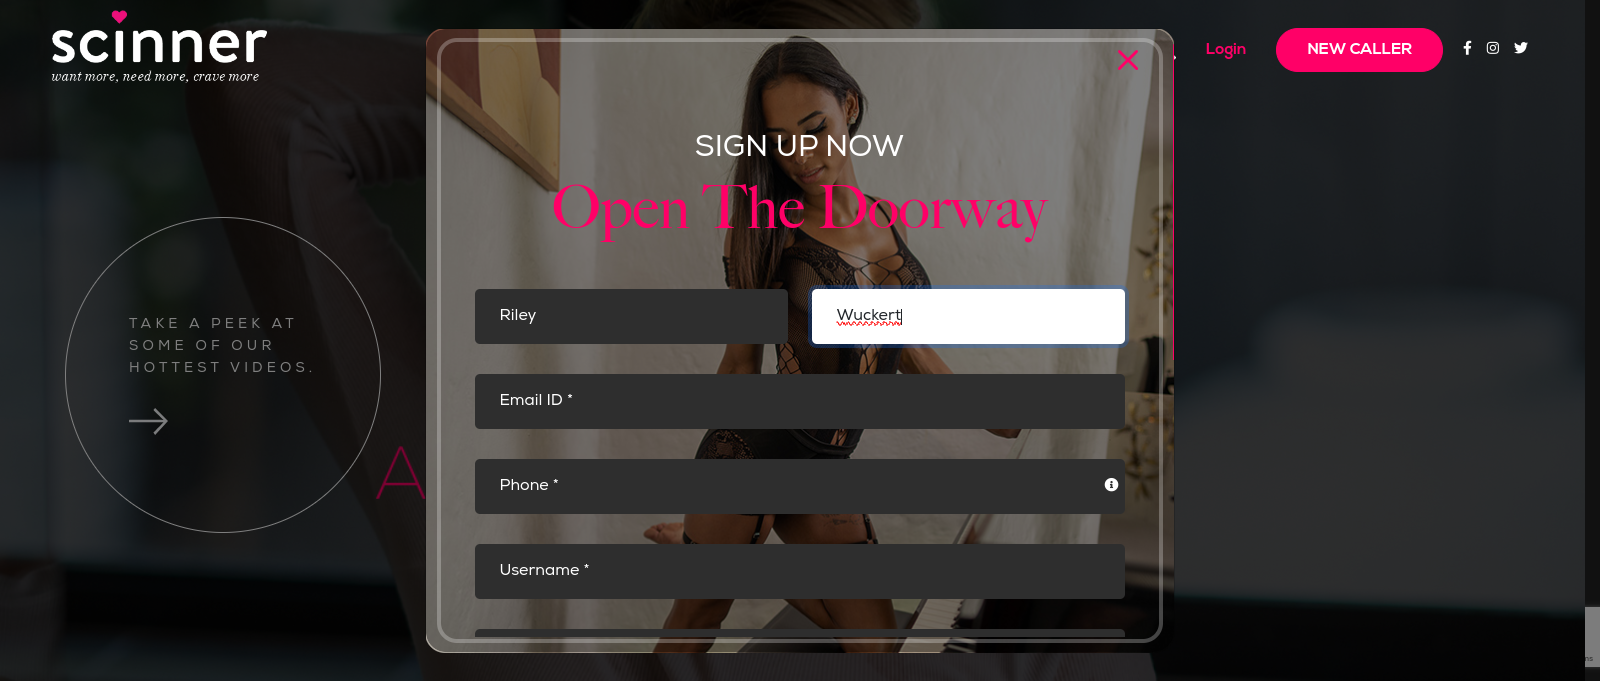 scinner
want more, need more, crave more
Login
NEW CALLER
SIGN UP NOW
Open The Doorway
Riley
Wuckert
Email ID *
Phone *
Username *
TAKE A PEEK AT
SOME OF OUR
HOTTEST VIDEOS.
A